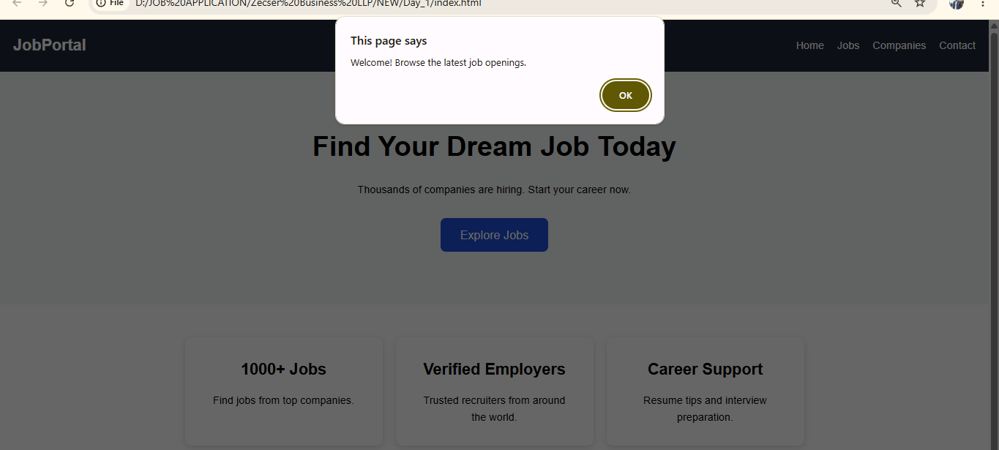 File D:/JOB%20APPLICATION/Zecser%20Business%20LLP/NEW/Day_1/index.html
JobPortal
Home Jobs Companies Contact
This page says
Welcome! Browse the latest job openings.
OK
Find Your Dream Job Today
Thousands of companies are hiring. Start your career now.
Explore Jobs
1000+ Jobs
Find jobs from top companies.
Verified Employers
Trusted recruiters from around
the world.
Career Support
Resume tips and interview
preparation.